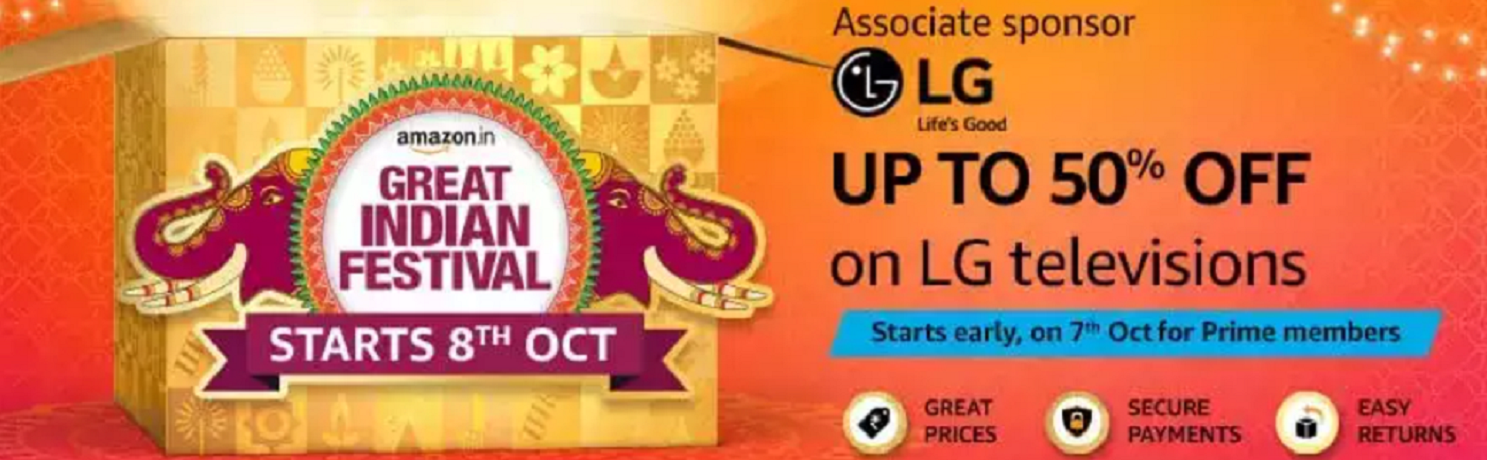 amazon.in
GREAT
INDIAN
FESTIVAL
STARTS 8TH OCT
Associate sponsor
LG
Life's Good
UP TO 50% OFF
on LG televisions
Starts early, on 7th Oct for Prime members
GREAT
PRICES
SECURE
PAYMENTS
EASY
RETURNS